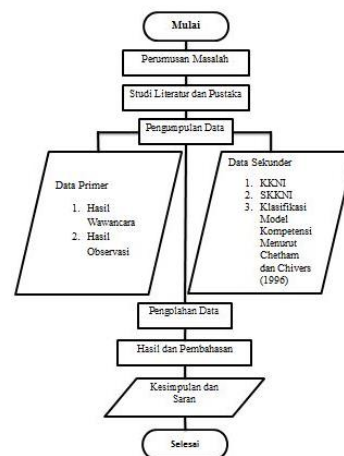 Mulai
Perumusan Masalah
Studi Literatur dan Pustaka
Pengumpulan Data
Data Primer
1. Hasil
Wawancara
2. Hasil
Observasi
Data Sekunder
1. KKNI
2. SKKNI
3. Klasifikasi
Model
Kompetensi
Menurut
Chetham
dan Chivers
(1996)
Pengolahan Data
Hasil dan Pembahasan
Kesimpulan dan
Saran
Selesai